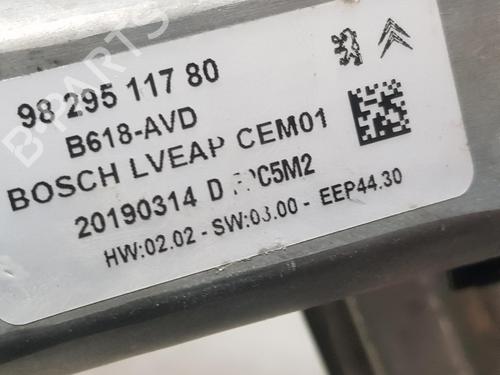 B-PARTS
98 295 117 80
B618-AVD
BOSCH LVEAP CEM01
20190314 D
HW:02.02 - SW:03.00 - EEP44.30